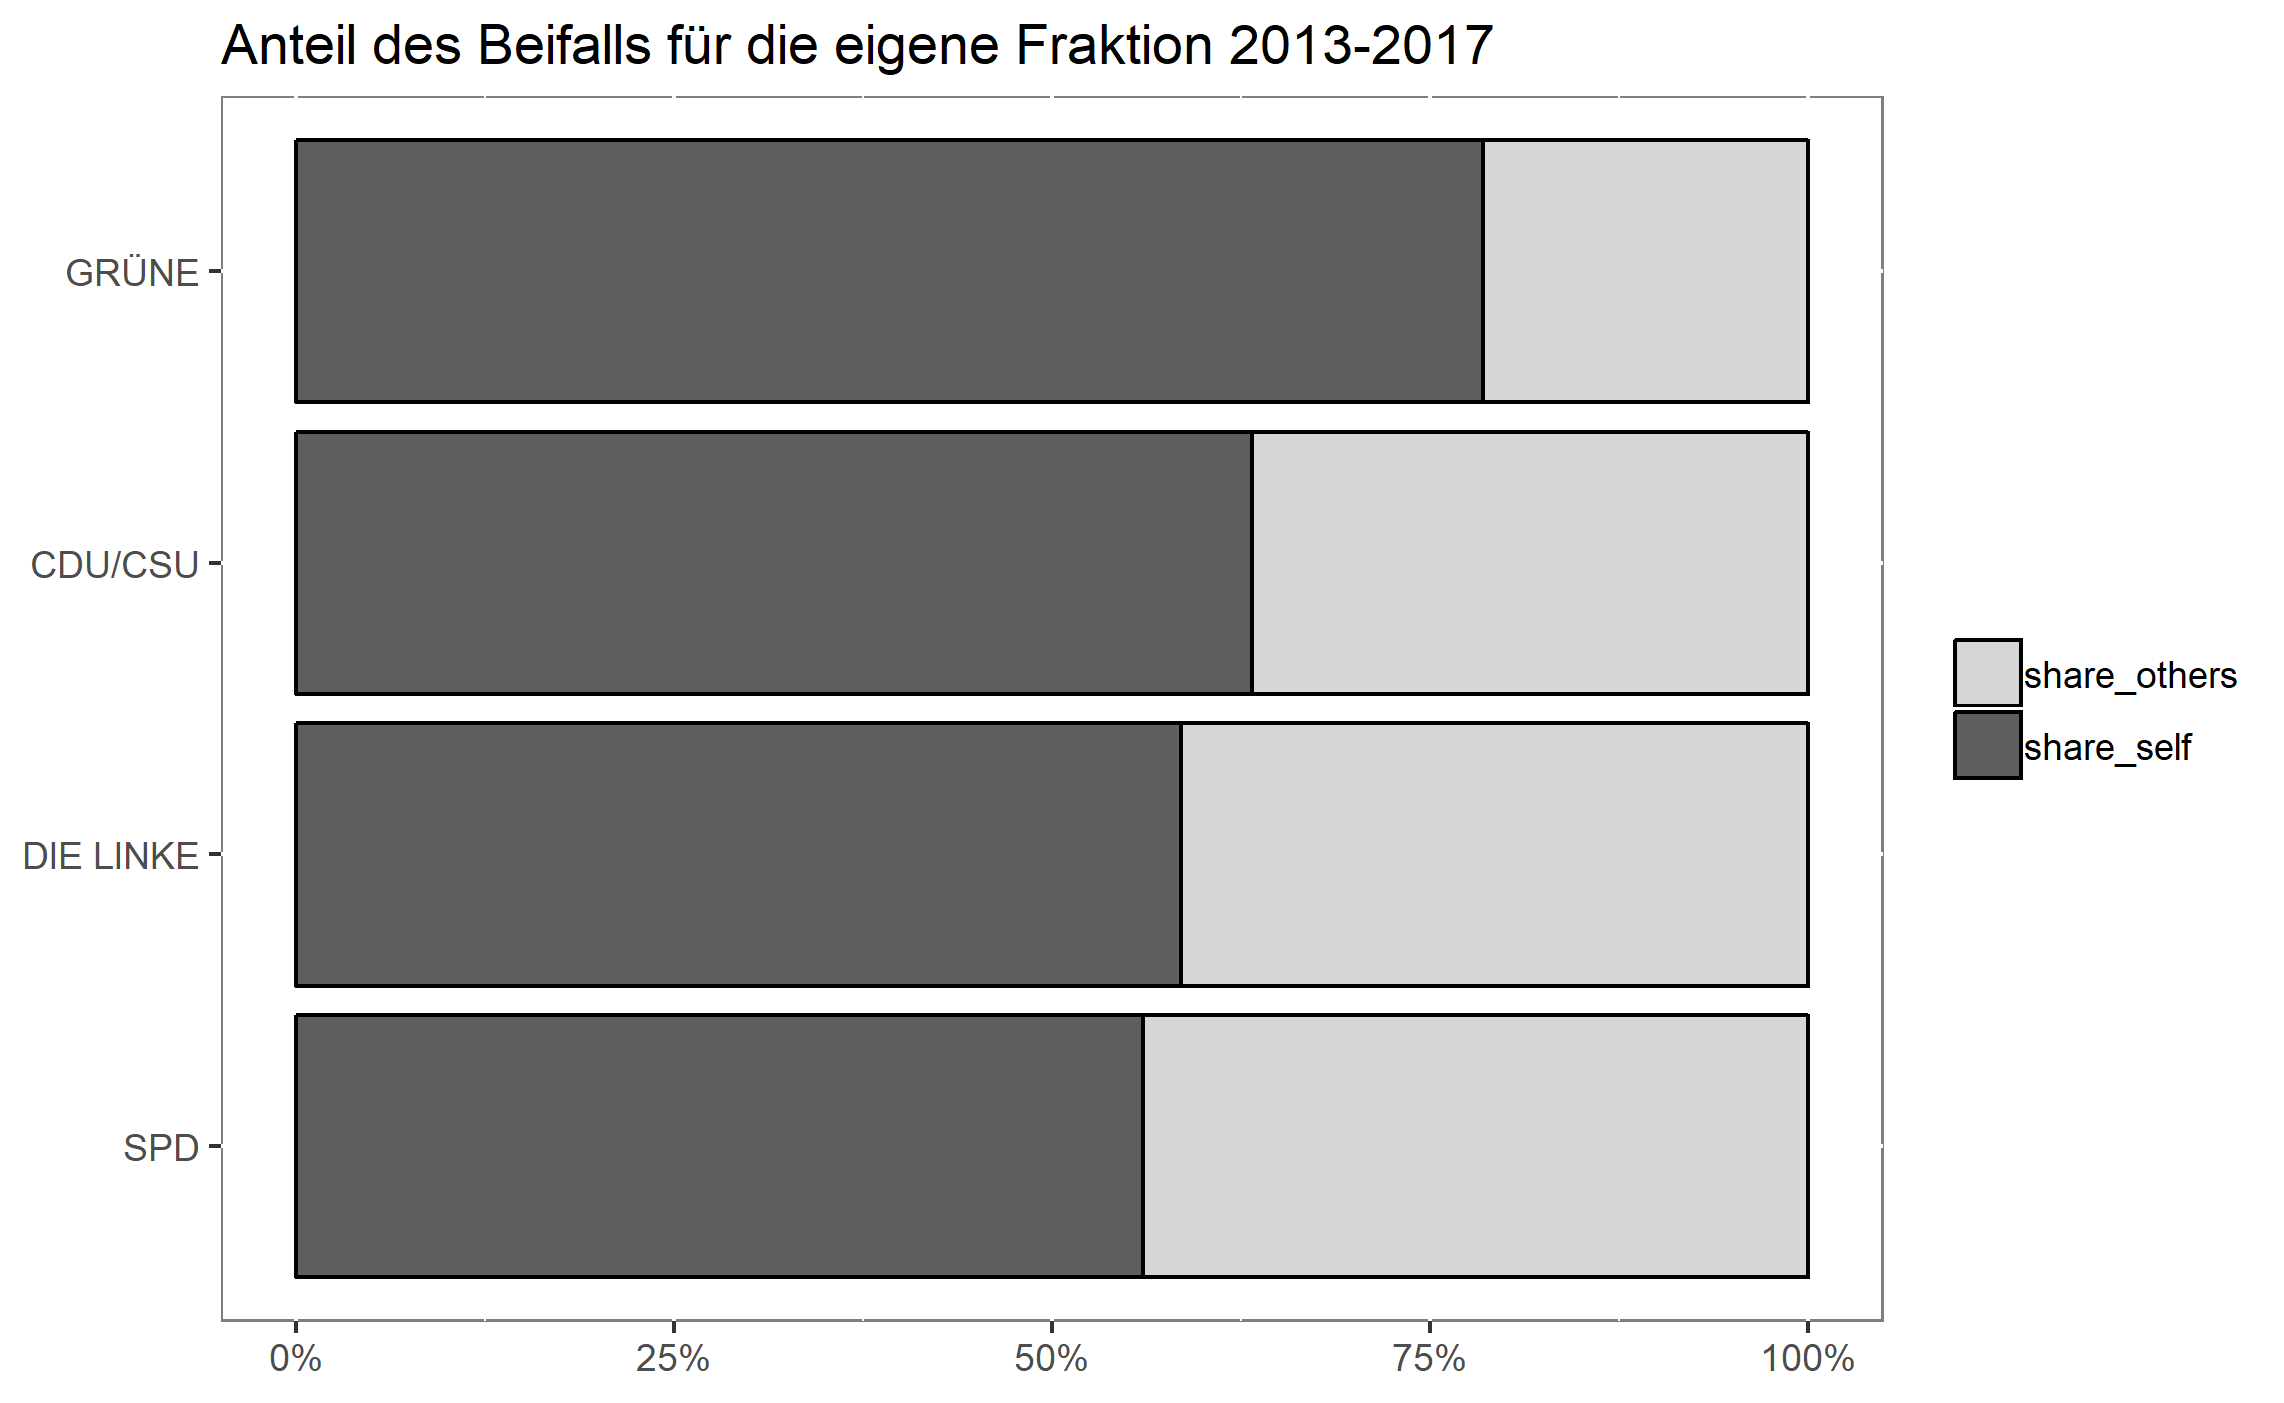 Anteil des Beifalls für die eigene Fraktion 2013-2017
GRÜNE
CDU/CSU
DIE LINKE
SPD
0% 25% 50% 75% 100%
share_others
share_self